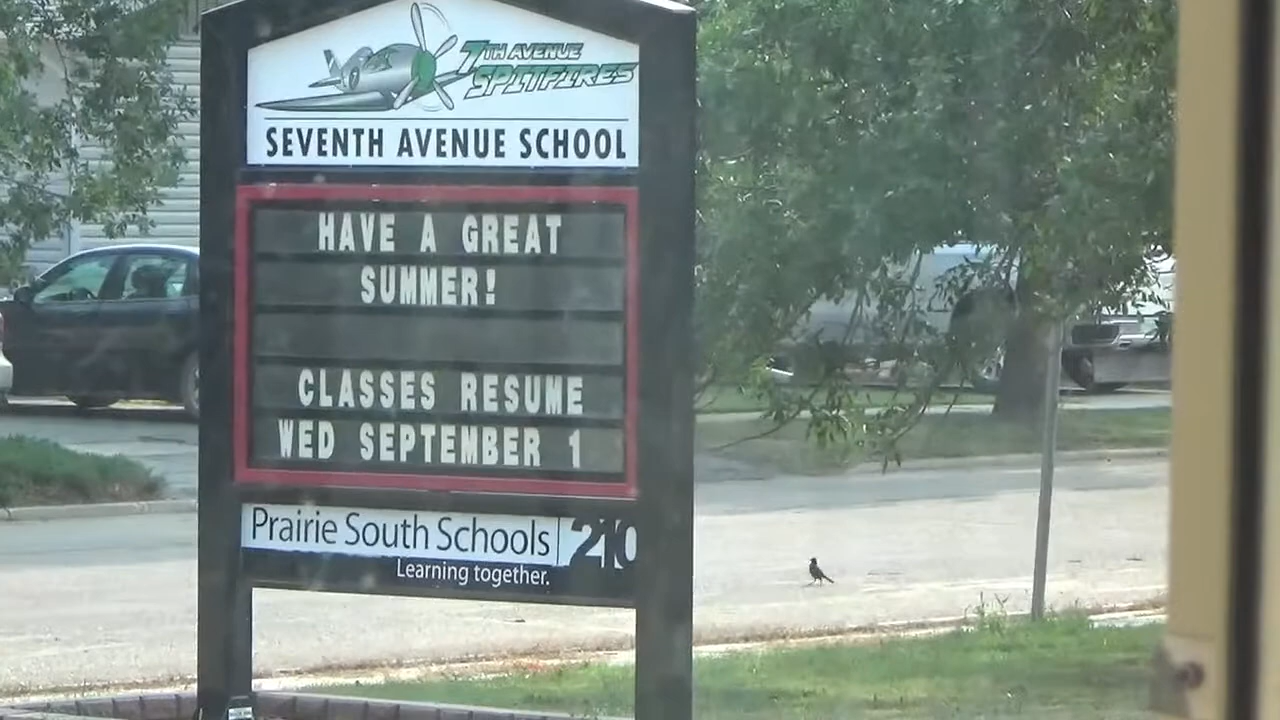 7TH AVENUE
SPITFIRES
SEVENTH AVENUE SCHOOL
HAVE A GREAT
SUMMER!
CLASSES RESUME
WED SEPTEMBER 1
Prairie South Schools 210
Learning together.